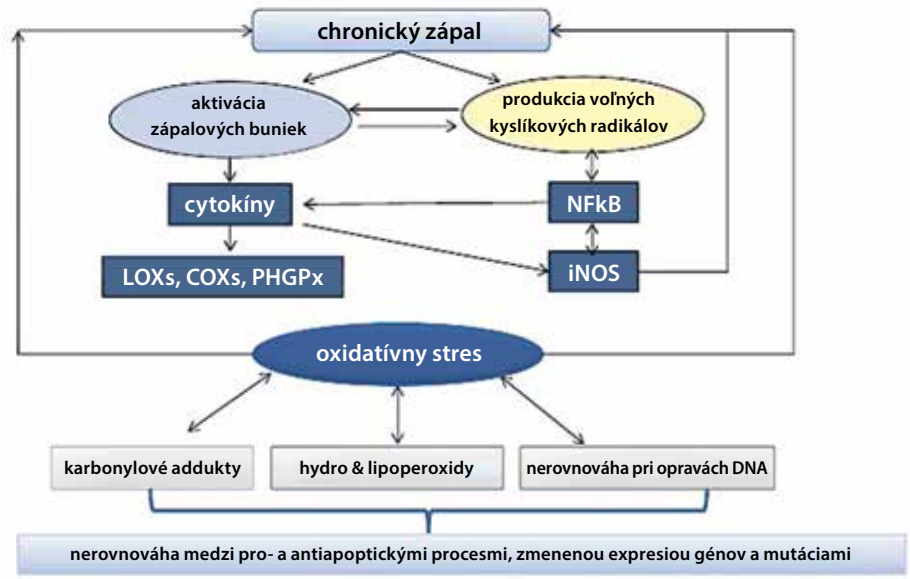 chronický zápal
aktivácia
zápalových buniek
produkcia voľných
kyslíkových radikálov
cytokíny
NFkB
LOXs, COXs, PHGPx
iNOS
oxidatívny stres
karbonylové addukty
hydro & lipoperoxidy
nerovnováha pri opravách DNA
nerovnováha medzi pro- a antiapoptickými procesmi, zmenenou expresiou génov a mutáciami